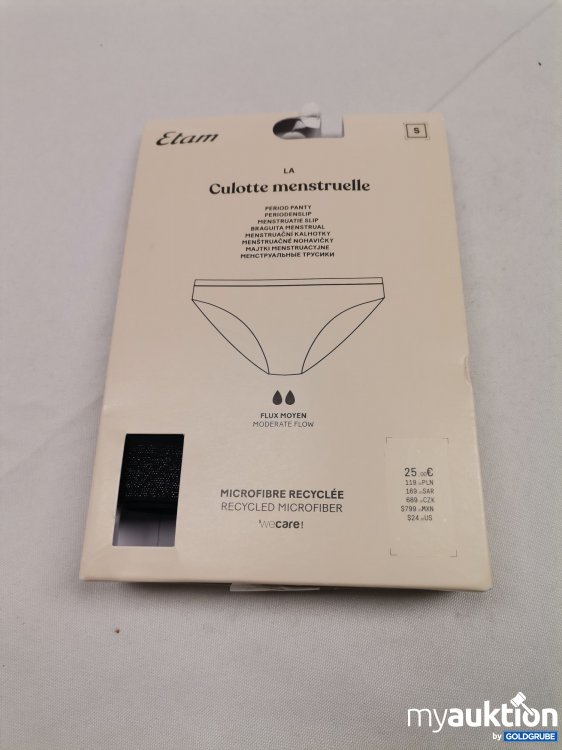 Etam
S
LA
Culotte menstruelle
PERIOD PANTY
PERIODENSLIP
MENSTRUATIE SLIP
BRAGUITA MENSTRUAL
MENSTRUAČNÍ KALHOTKY
MENŠTRUAČNÉ NOHAVIČKY
MAJTKI MENSTRUACYJNE
МЕНСТРУАЛЬНЫЕ ТРУСИКИ
FLUX MOYEN
MODERATE FLOW
MICROFIBRE RECYCLÉE
RECYCLED MICROFIBER
wecare!
25,00€
119 PLN
169 SAR
669 CZK
$799 MXN
$24 US
myauktion
by GOLDGRUBE